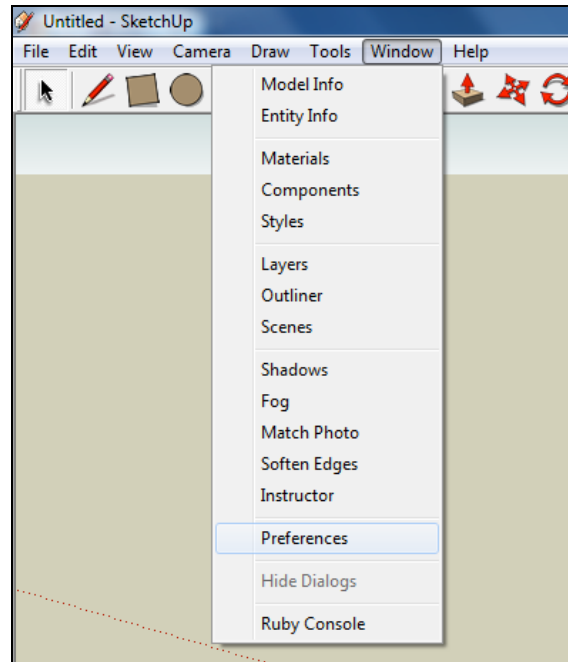 Untitled - SketchUp
File Edit View Camera Draw Tools Window Help
Model Info
Entity Info
Materials
Components
Styles
Layers
Outliner
Scenes
Shadows
Fog
Match Photo
Soften Edges
Instructor
Preferences
Hide Dialogs
Ruby Console